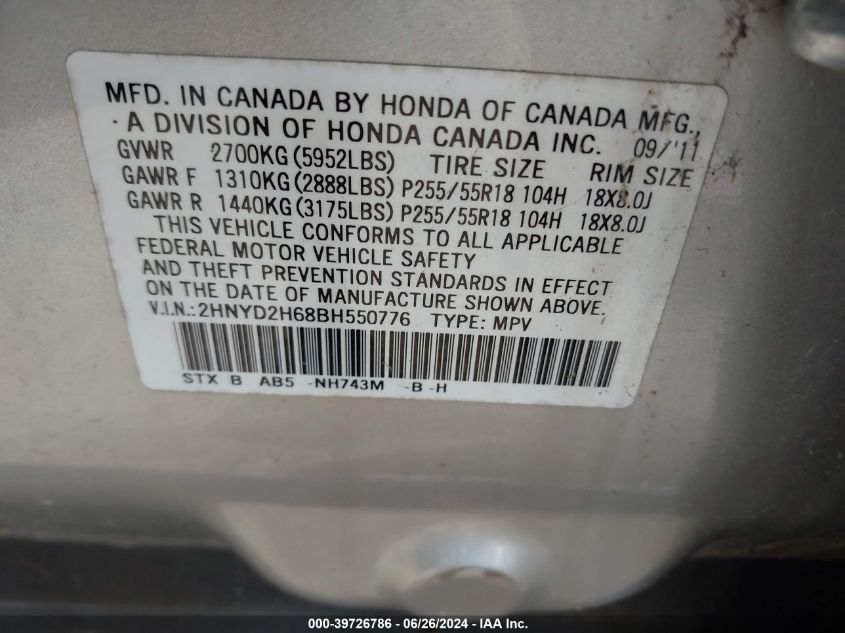 MFD. IN CANADA BY HONDA OF CANADA MFG.,
A DIVISION OF HONDA CANADA INC. 09/'11
GVWR 2700KG(5952LBS) TIRE SIZE RIM SIZE
GAWR F 1310KG(2888LBS) P255/55R18 104H 18X8.0J
GAWR R 1440KG(3175LBS) P255/55R18 104H 18X8.0J
THIS VEHICLE CONFORMS TO ALL APPLICABLE
FEDERAL MOTOR VEHICLE SAFETY
AND THEFT PREVENTION STANDARDS IN EFFECT
ON THE DATE OF MANUFACTURE SHOWN ABOVE.
V.I.N.:2HNYD2H68BH550776 TYPE: MPV
STX B AB5 -NH743M -B -H
000-39726786 - 06/26/2024 - IAA Inc.